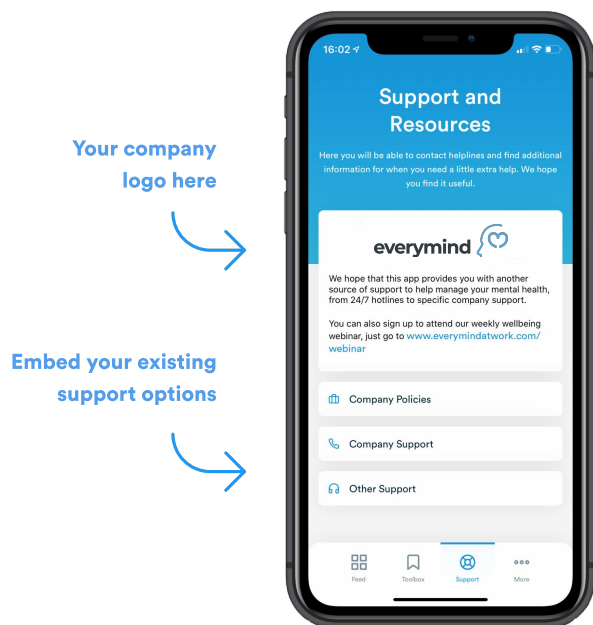 Your company
logo here
Embed your existing
support options
16:02
Support and
Resources
Here you will be able to contact helplines and find additional
information for when you need a little extra help. We hope
you find it useful.
everymind
We hope that this app provides you with another
source of support to help manage your mental health,
from 24/7 hotlines to specific company support.
You can also sign up to attend our weekly wellbeing
webinar, just go to www.everymindatwork.com/
webinar
Company Policies
Company Support
Other Support
Feed
Toolbox
Support
More